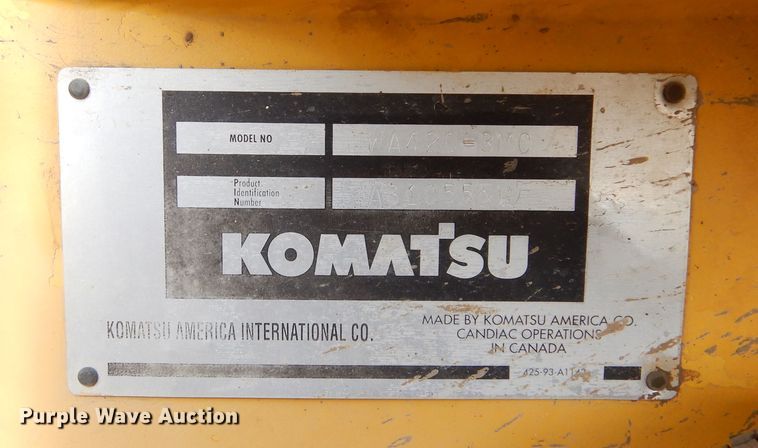 MODEL NO
Product
Identification
Number
KOMATSU
KOMATSU AMERICA INTERNATIONAL CO.
MADE BY KOMATSU AMERICA CO.
CANDIAC OPERATIONS
IN CANADA
Purple Wave Auction